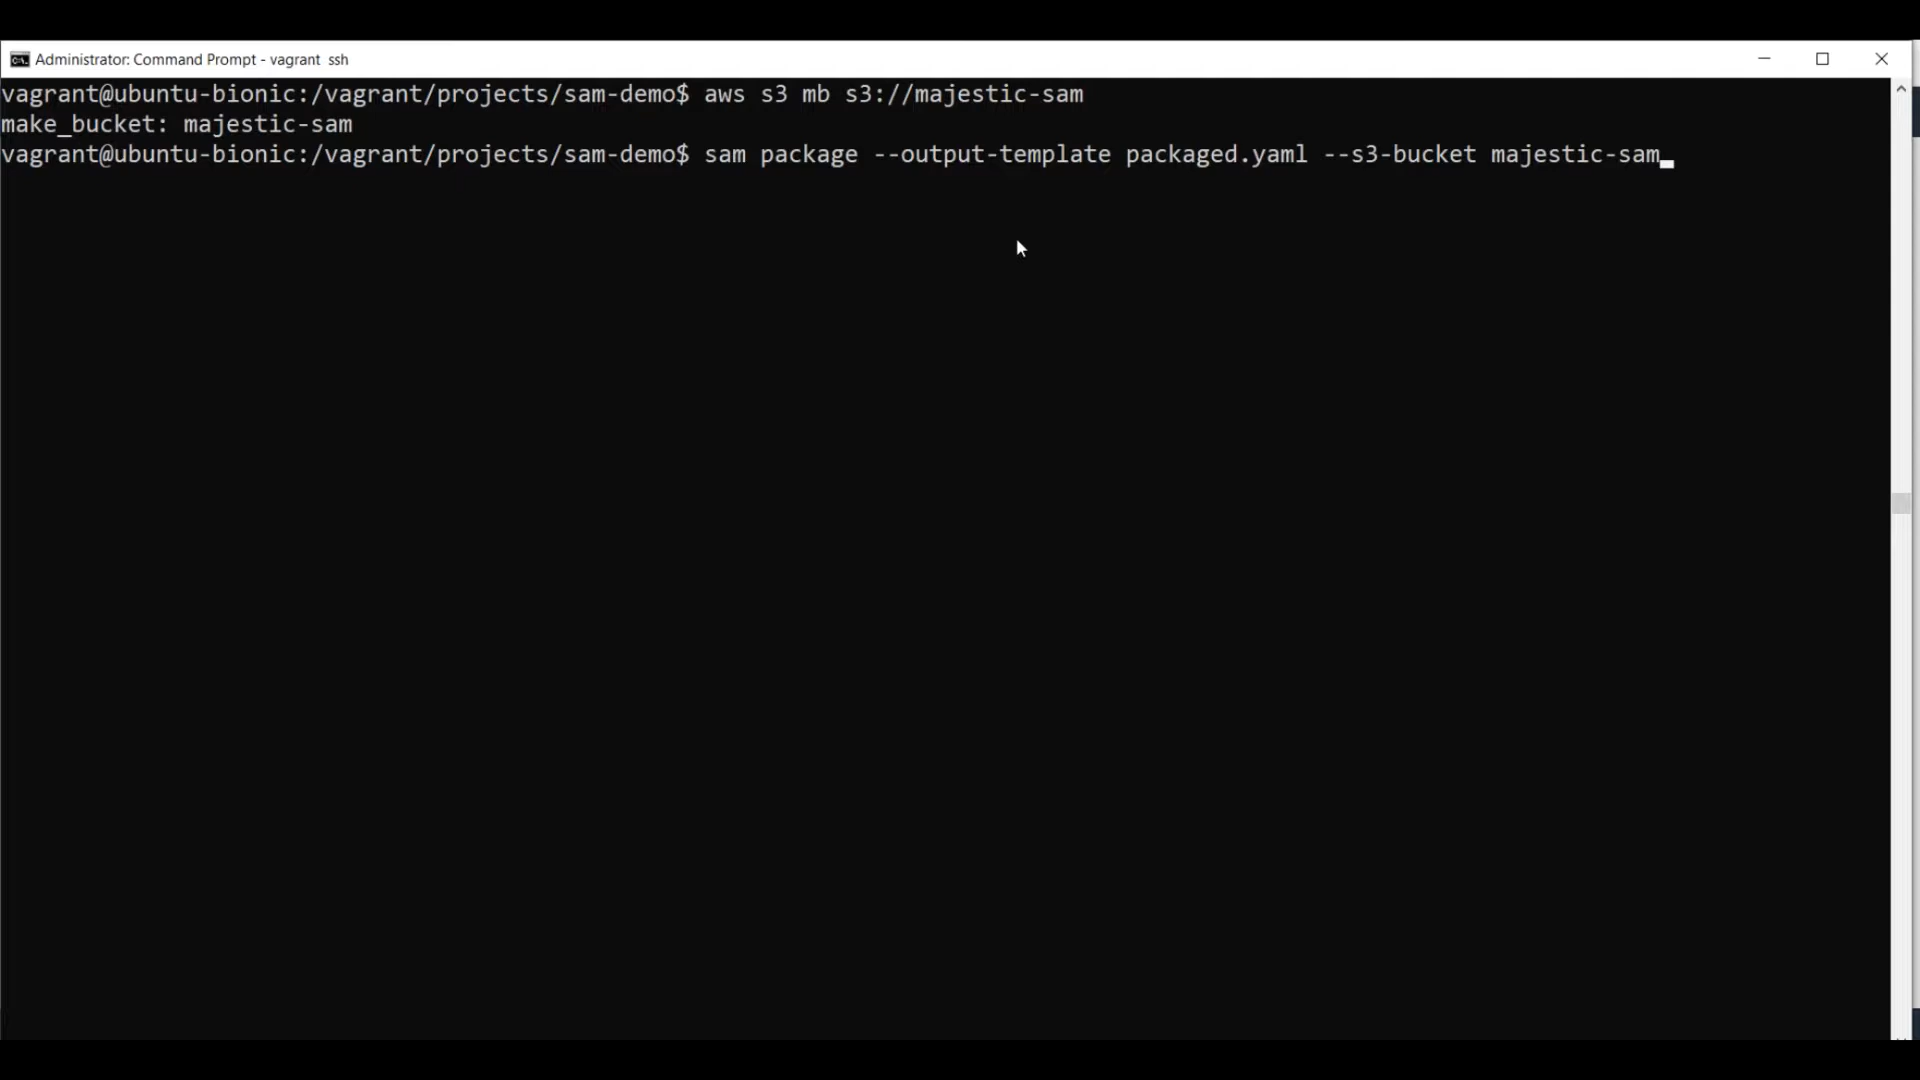 Administrator: Command Prompt - vagrant  ssh
vagrant@ubuntu-bionic:/vagrant/projects/sam-demo$ aws s3 mb s3://majestic-sam
make_bucket: majestic-sam
vagrant@ubuntu-bionic:/vagrant/projects/sam-demo$ sam package --output-template packaged.yaml --s3-bucket majestic-sam